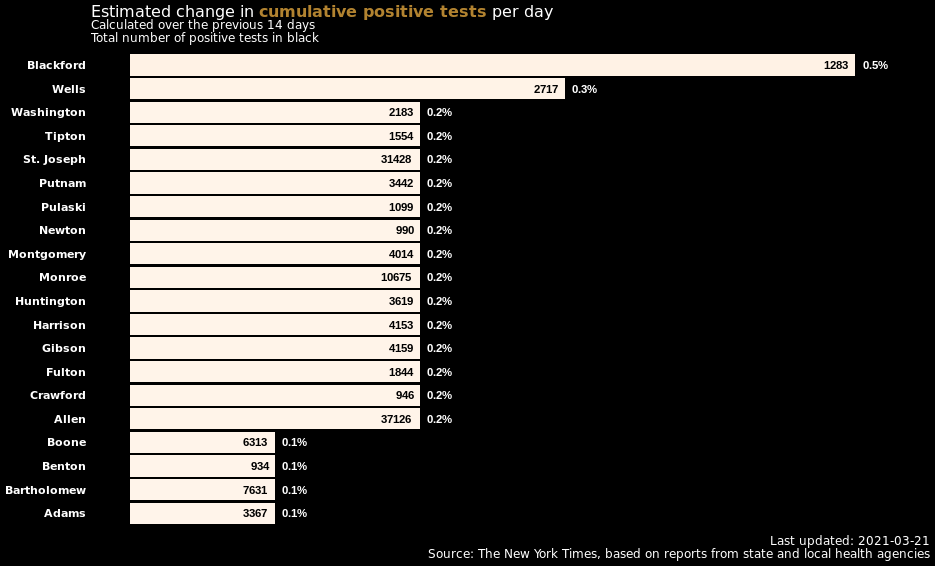 Estimated change in cumulative positive tests per day
Calculated over the previous 14 days
Total number of positive tests in black
Blackford 1283 0.5%
Wells 2717 0.3%
Washington 2183 0.2%
Tipton 1554 0.2%
St. Joseph 31428 0.2%
Putnam 3442 0.2%
Pulaski 1099 0.2%
Newton 990 0.2%
Montgomery 4014 0.2%
Monroe 10675 0.2%
Huntington 3619 0.2%
Harrison 4153 0.2%
Gibson 4159 0.2%
Fulton 1844 0.2%
Crawford 946 0.2%
Allen 37126 0.2%
Boone 6313 0.1%
Benton 934 0.1%
Bartholomew 7631 0.1%
Adams 3367 0.1%
Last updated: 2021-03-21
Source: The New York Times, based on reports from state and local health agencies